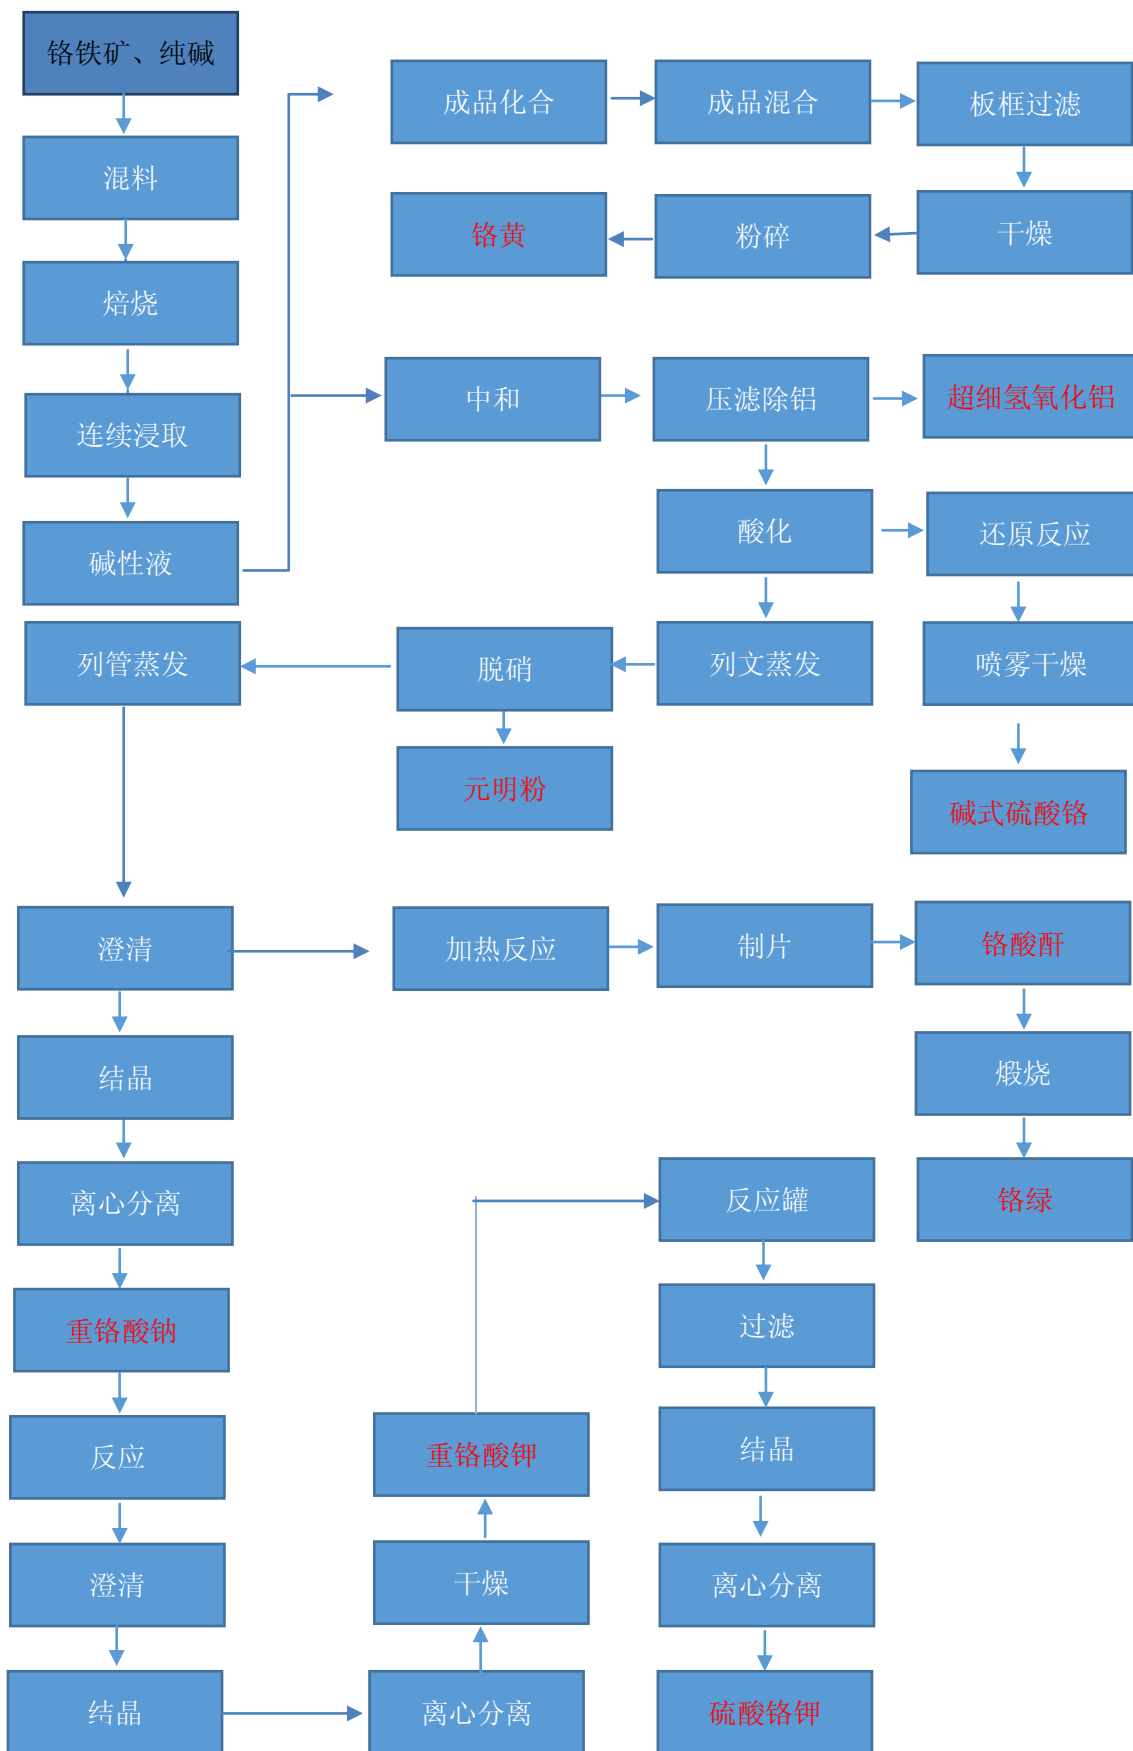 铬铁矿、纯碱
混料
焙烧
连续浸取
碱性液
成品化合
成品混合
板框过滤
干燥
粉碎
铬黄
中和
压滤除铝
超细氢氧化铝
酸化
还原反应
喷雾干燥
碱式硫酸铬
列文蒸发
脱硝
元明粉
列管蒸发
澄清
加热反应
制片
铬酸酐
煅烧
铬绿
结晶
离心分离
重铬酸钠
反应
澄清
结晶
离心分离
干燥
重铬酸钾
反应罐
过滤
结晶
离心分离
硫酸铬钾